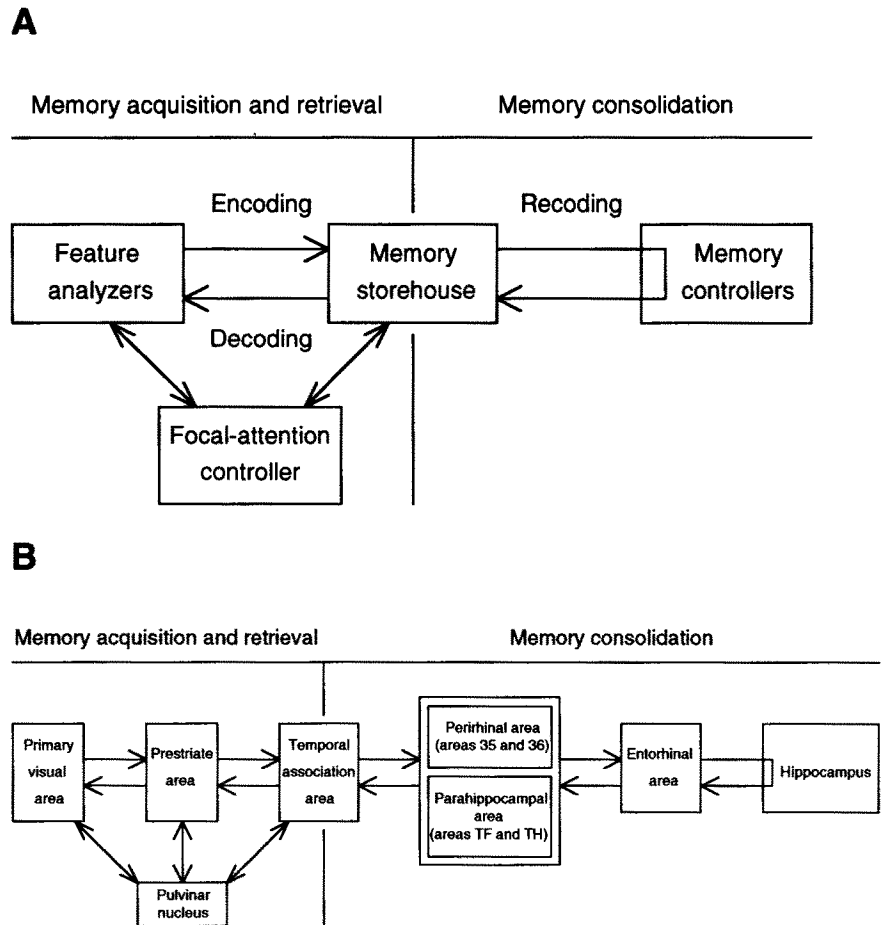 A
Memory acquisition and retrieval
Memory consolidation
Encoding
Recoding
Feature
analyzers
Memory
storehouse
Memory
controllers
Decoding
Focal-attention
controller
B
Memory acquisition and retrieval
Memory consolidation
Primary
visual
area
Prestriate
area
Temporal
association
area
Perirhinal area
(areas 35 and 36)
Parahippocampal
area
(areas TF and TH)
Entorhinal
area
Hippocampus
Pulvinar
nucleus